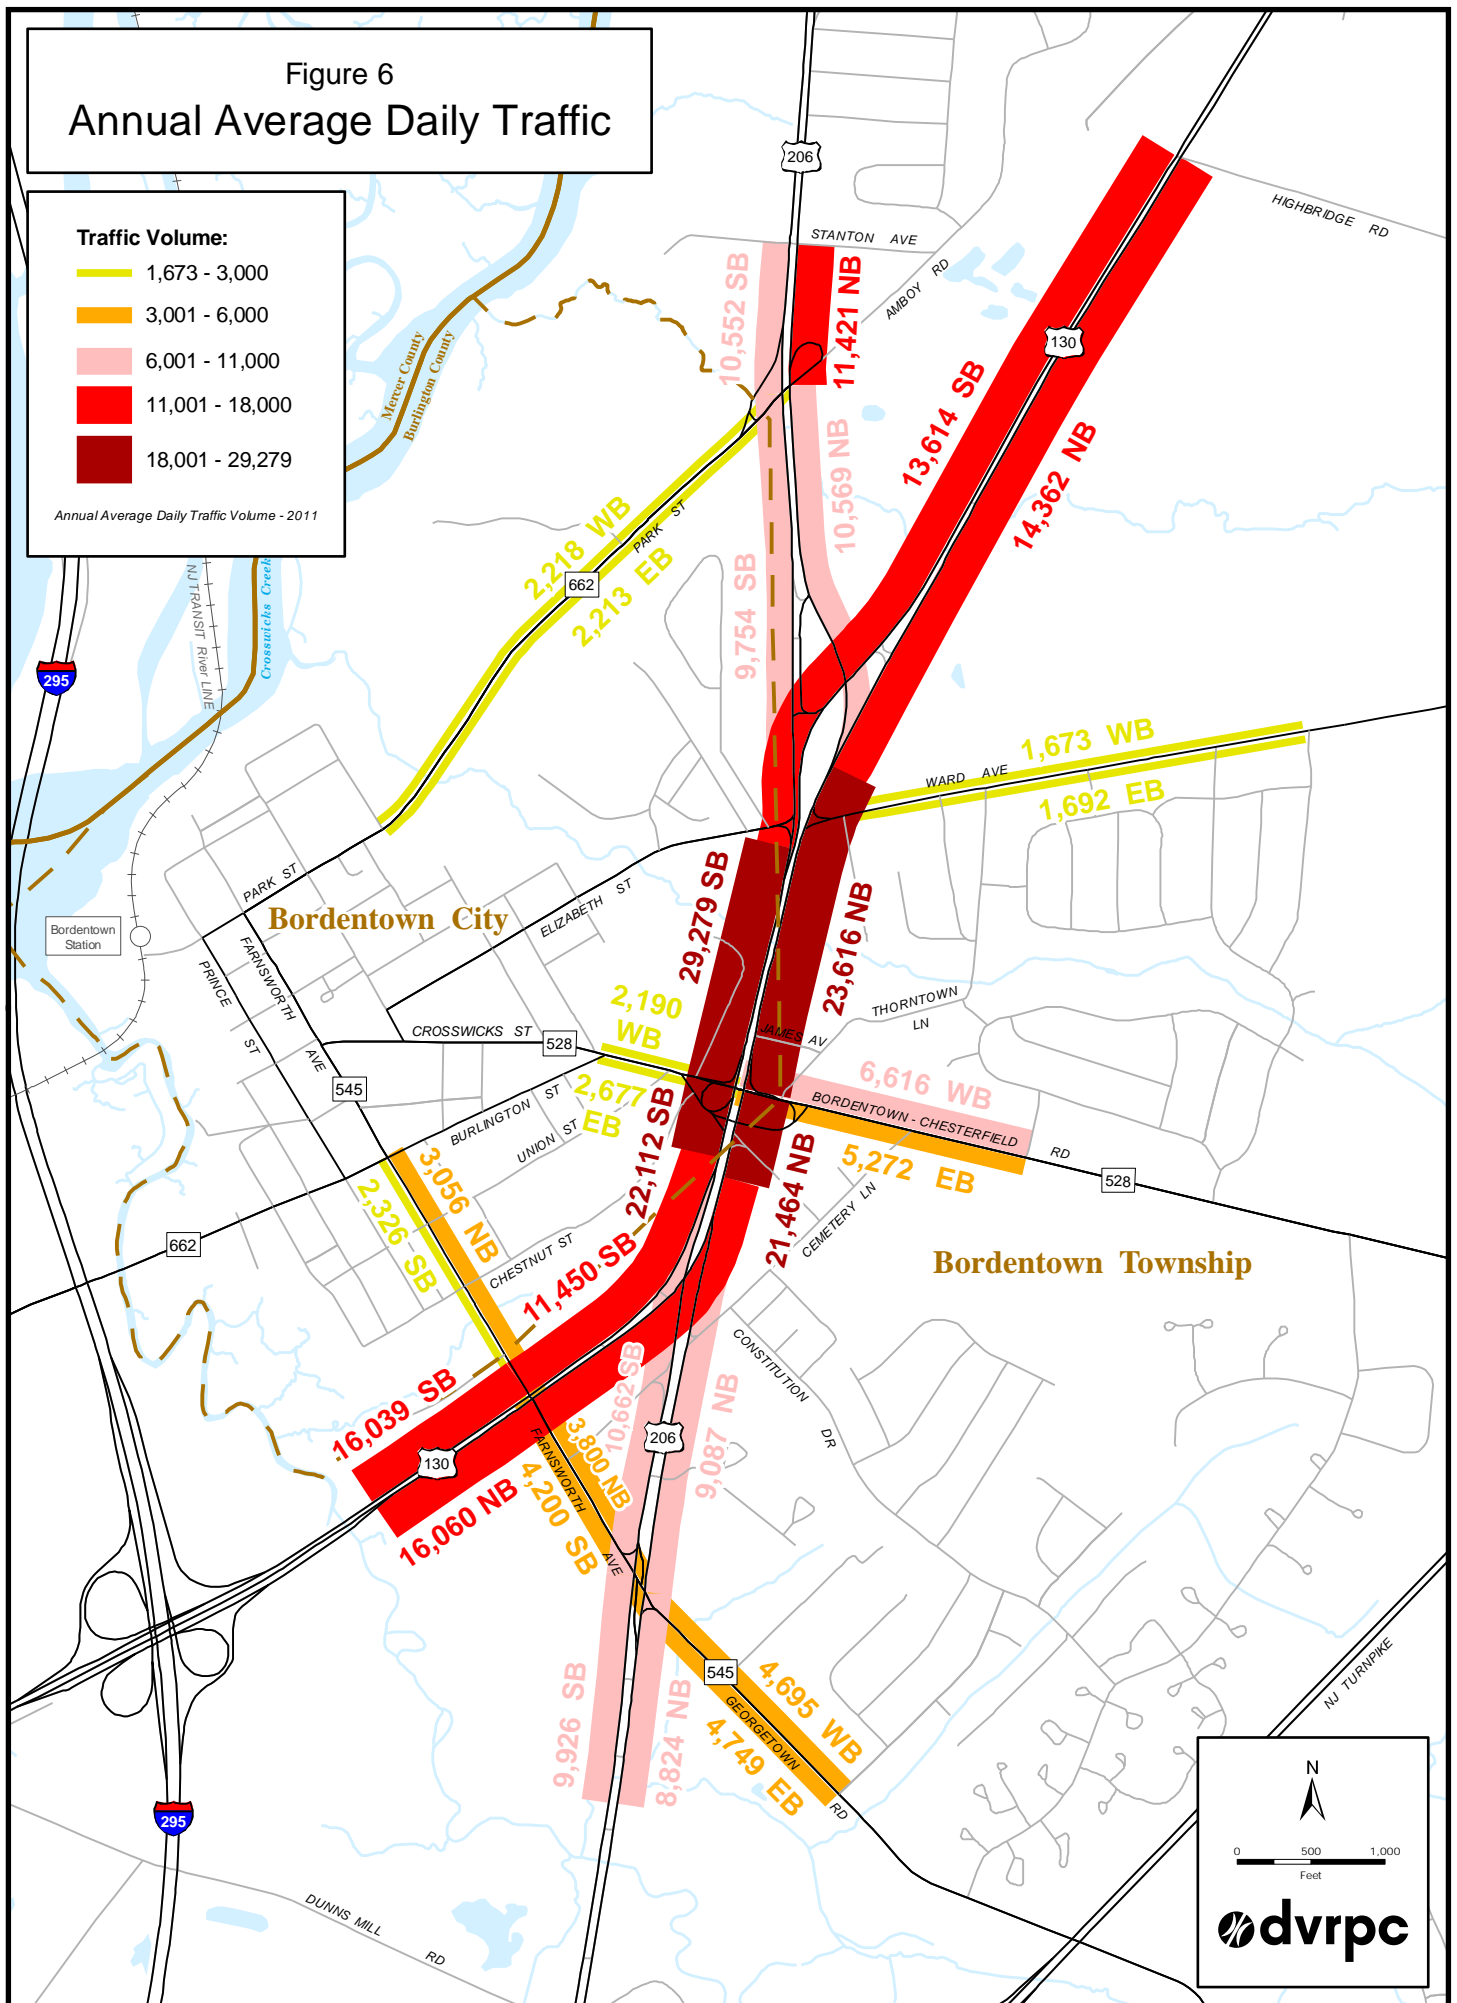 Figure 6
Annual Average Daily Traffic
Traffic Volume:
1,673 - 3,000
3,001 - 6,000
6,001 - 11,000
11,001 - 18,000
18,001 - 29,279
Annual Average Daily Traffic Volume - 2011
206
STANTON AVE
HIGHBRIDGE RD
AMBOY RD
10,552 SB
11,421 NB
130
Mercer County
Burlington County
13,614 SB
14,362 NB
10,569 NB
9,754 SB
2,218 WB
PARK ST
662
2,213 EB
NJ TRANSIT River LINE
Crosswicks Creek
295
1,673 WB
WARD AVE
1,692 EB
PARK ST
Bordentown City
ELIZABETH ST
Bordentown
Station
FARNSWORTH AVE
PRINCE ST
29,279 SB
23,616 NB
THORNTOWN LN
JAMES AV
2,190
WB
CROSSWICKS ST
528
545
2,677
EB
BURLINGTON ST
UNION ST
6,616 WB
BORDENTOWN - CHESTERFIELD RD
5,272 EB
528
22,112 SB
21,464 NB
CEMETERY LN
3,056 NB
2,326 SB
662
CHESTNUT ST
11,450 SB
Bordentown Township
CONSTITUTION DR
16,039 SB
130
16,060 NB
10,662 SB
206
9,087 NB
3,800 NB
FARNSWORTH AVE
4,200 SB
545
4,695 WB
GEORGETOWN RD
4,749 EB
9,926 SB
8,824 NB
NJ TURNPIKE
295
DUNNS MILL RD
N
0 500 1,000
Feet
dvrpc